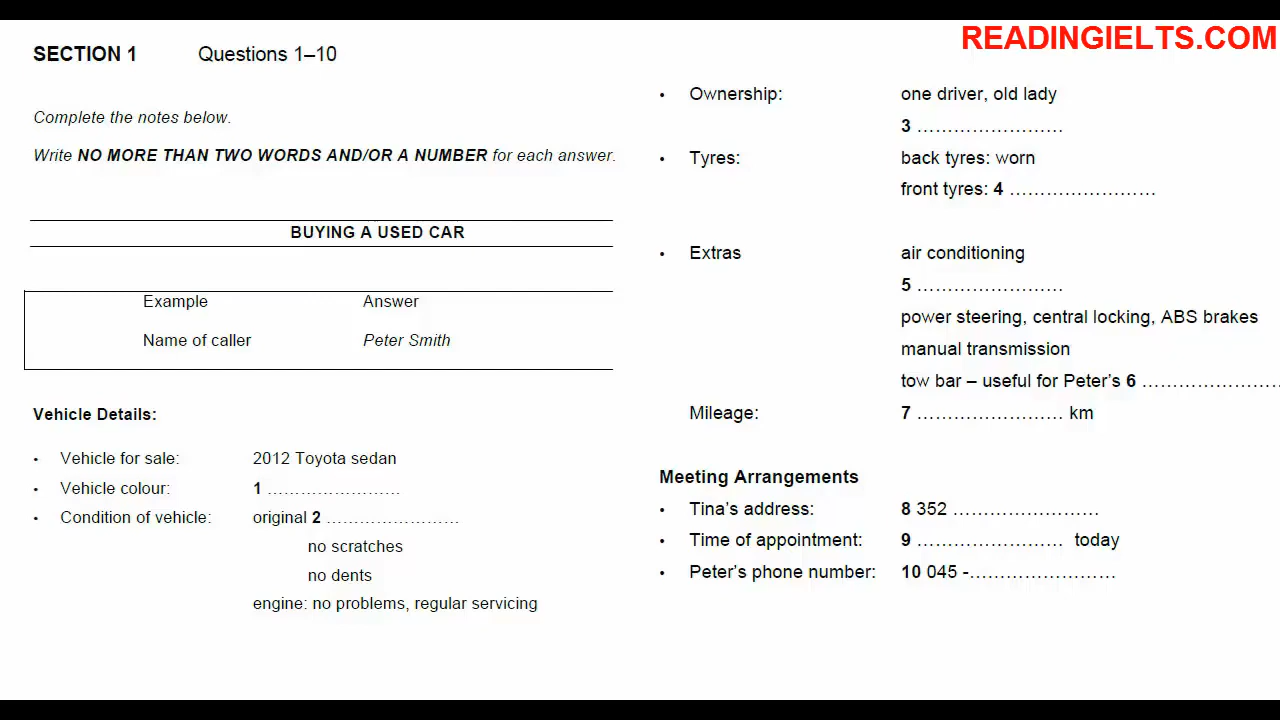 READINGIELTS.COM
SECTION 1 Questions 1–10
Complete the notes below.
Write NO MORE THAN TWO WORDS AND/OR A NUMBER for each answer.
BUYING A USED CAR
Example Answer
Name of caller Peter Smith
Vehicle Details:
• Vehicle for sale: 2012 Toyota sedan
• Vehicle colour: 1 ……………………
• Condition of vehicle: original 2 ……………………
no scratches
no dents
engine: no problems, regular servicing
• Ownership: one driver, old lady
3 ……………………
• Tyres: back tyres: worn
front tyres: 4 ……………………
• Extras air conditioning
5 ……………………
power steering, central locking, ABS brakes
manual transmission
tow bar – useful for Peter's 6 ……………………
Mileage: 7 …………………… km
Meeting Arrangements
• Tina's address: 8 352 ……………………
• Time of appointment: 9 …………………… today
• Peter's phone number: 10 045 -……………………